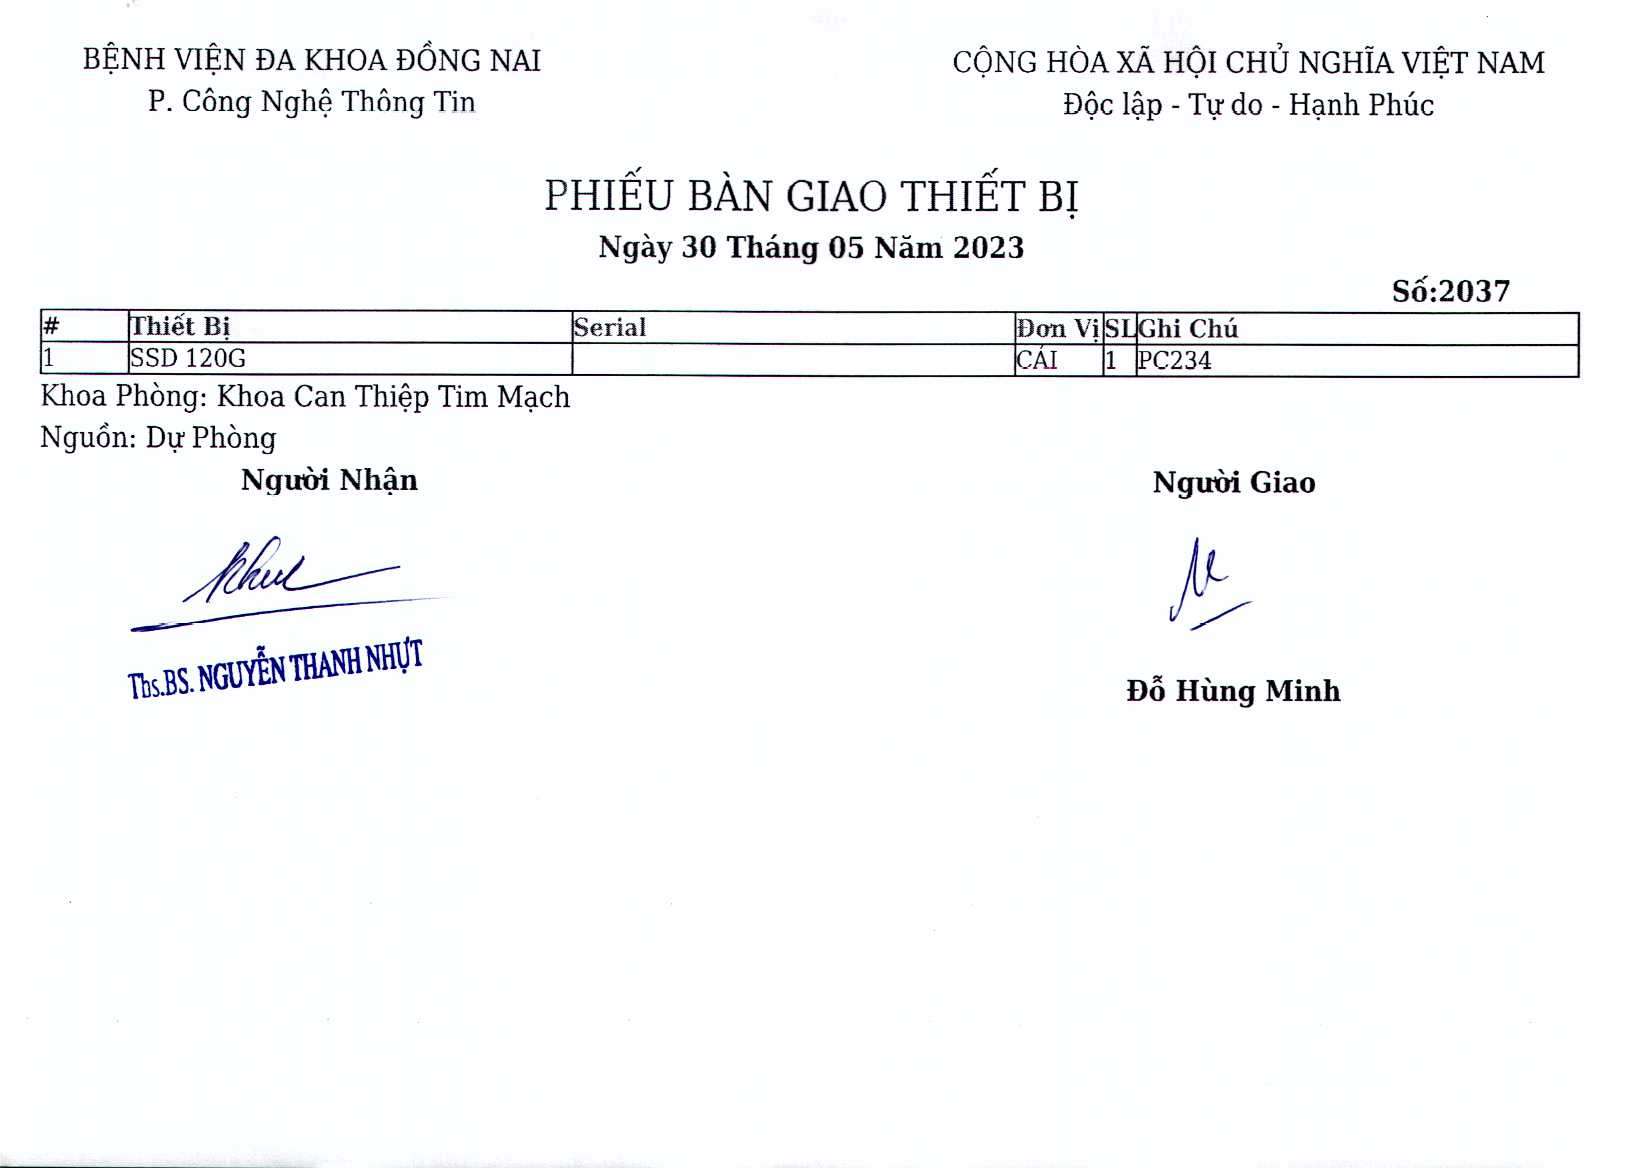 BỆNH VIỆN ĐA KHOA ĐỒNG NAI
P. Công Nghệ Thông Tin
CỘNG HÒA XÃ HỘI CHỦ NGHĨA VIỆT NAM
Độc lập - Tự do - Hạnh Phúc
PHIẾU BÀN GIAO THIẾT BỊ
Ngày 30 Tháng 05 Năm 2023
Số:2037
# Thiết Bị Serial Đơn Vị SL Ghi Chú
1 SSD 120G CÁI 1 PC234
Khoa Phòng: Khoa Can Thiệp Tim Mạch
Nguồn: Dự Phòng
Người Nhận Người Giao
Ths.BS. NGUYỄN THANH NHỰT
Đỗ Hùng Minh